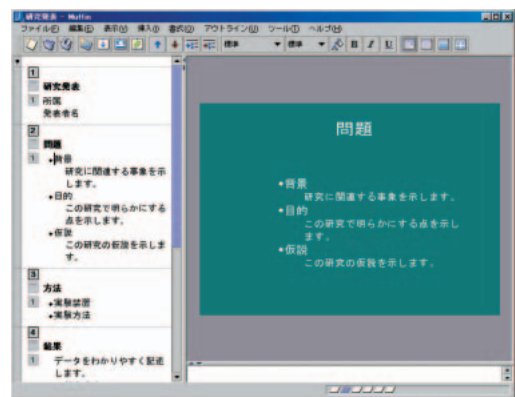 研究発表 - Muffin
ファイル(F) 編集(E) 表示(V) 挿入(I) 書式(O) アウトライン(U) ツール(T) ヘルプ(H)
標準 標準 B I U
1
研究発表
1 所属
発表者名
2
問題
1 •背景
研究に関連する事象を示
します。
•目的
この研究で明らかにする
点を示します。
•仮説
この研究の仮説を示しま
す。
3
方法
1 •実験装置
•実験方法
4
結果
1 データをわかりやすく記述
します。
問題
•背景
研究に関連する事象を示します。
•目的
この研究で明らかにする点を示し
ます。
•仮説
この研究の仮説を示します。